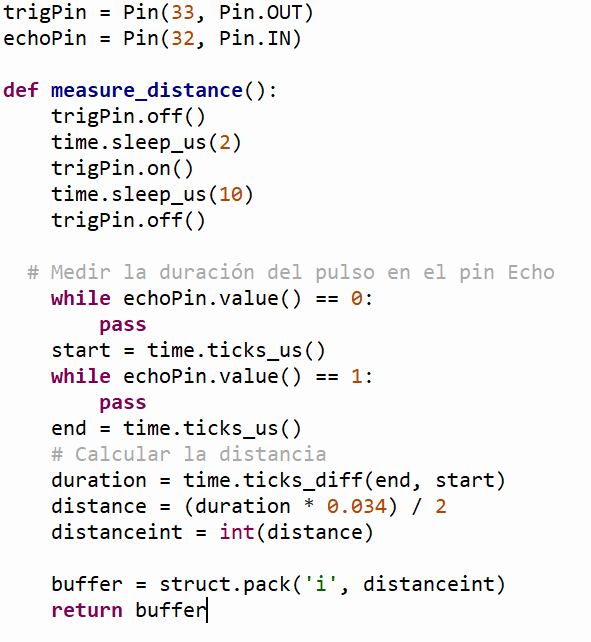 trigPin = Pin(33, Pin.OUT)
echoPin = Pin(32, Pin.IN)

def measure_distance():
    trigPin.off()
    time.sleep_us(2)
    trigPin.on()
    time.sleep_us(10)
    trigPin.off()

  # Medir la duración del pulso en el pin Echo
    while echoPin.value() == 0:
        pass
    start = time.ticks_us()
    while echoPin.value() == 1:
        pass
    end = time.ticks_us()
    # Calcular la distancia
    duration = time.ticks_diff(end, start)
    distance = (duration * 0.034) / 2
    distanceint = int(distance)

    buffer = struct.pack('i', distanceint)
    return buffer